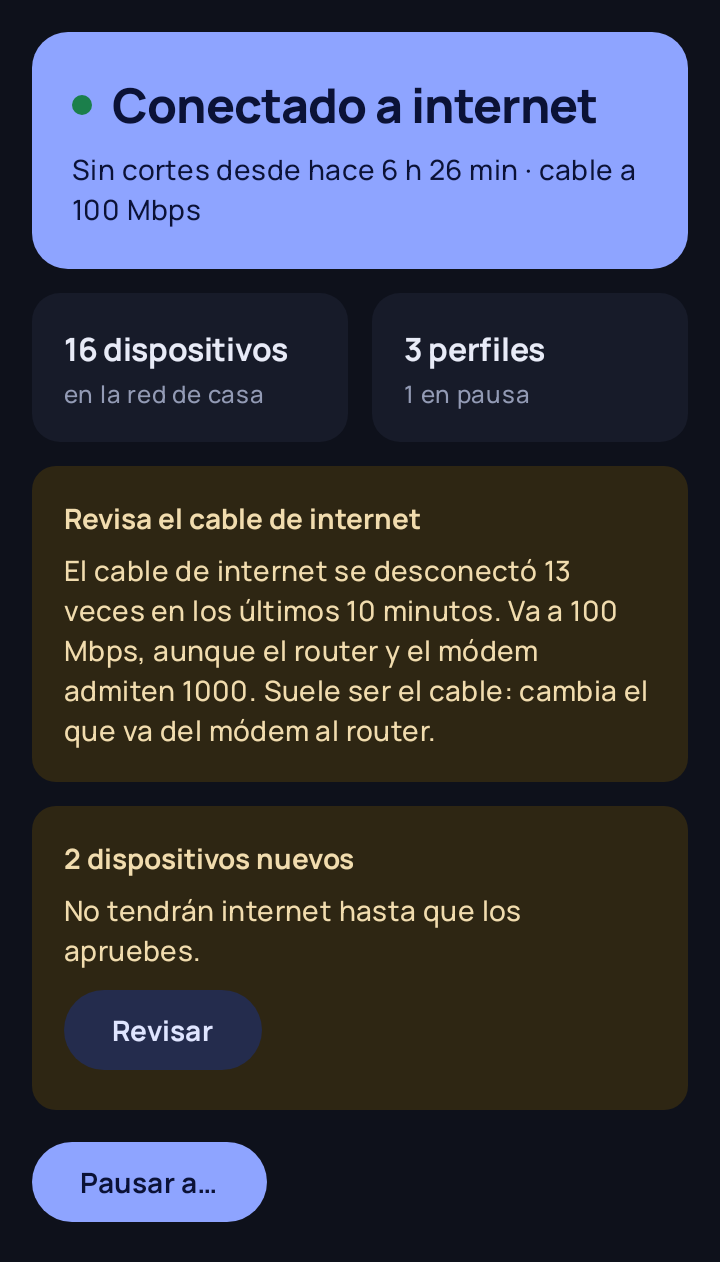 Conectado a internet
Sin cortes desde hace 6 h 26 min · cable a
100 Mbps
16 dispositivos
en la red de casa
3 perfiles
1 en pausa
Revisa el cable de internet
El cable de internet se desconectó 13
veces en los últimos 10 minutos. Va a 100
Mbps, aunque el router y el módem
admiten 1000. Suele ser el cable: cambia el
que va del módem al router.
2 dispositivos nuevos
No tendrán internet hasta que los
apruebes.
Revisar
Pausar a…